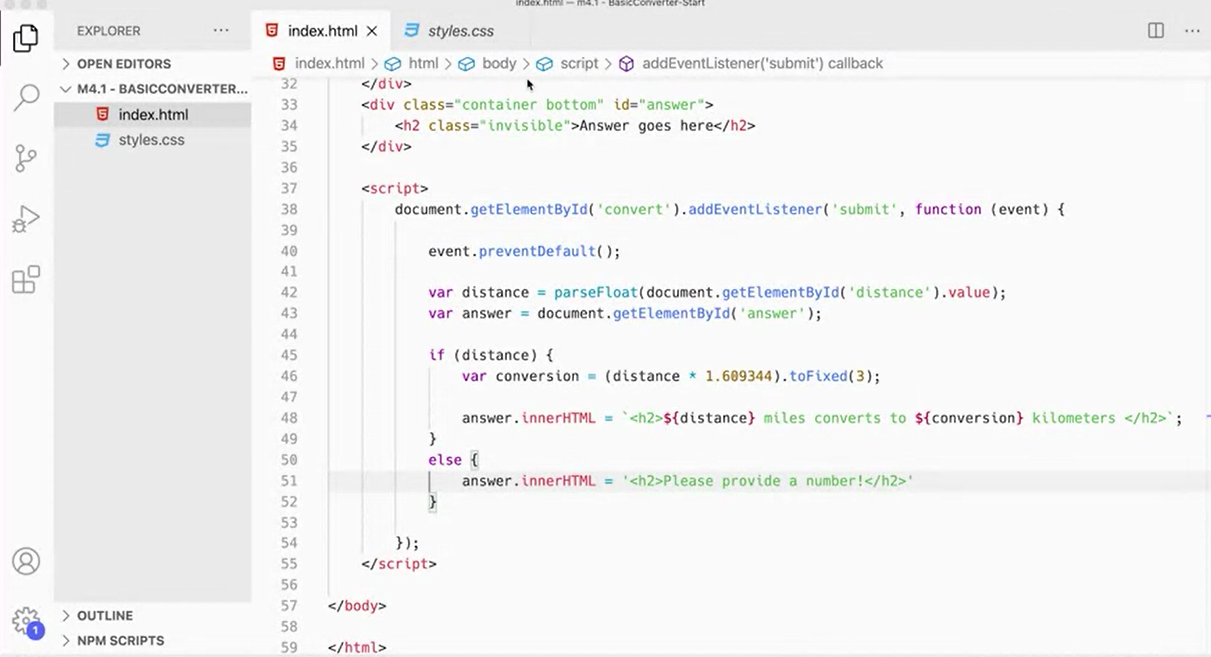 index.html — m4.1 - BasicConverter-Start
EXPLORER ...
OPEN EDITORS
M4.1 - BASICCONVERTER...
index.html
styles.css
OUTLINE
NPM SCRIPTS
1
index.html
styles.css
...
index.html > html > body > script > addEventListener('submit') callback
32 </div>
33 <div class="container bottom" id="answer">
34 <h2 class="invisible">Answer goes here</h2>
35 </div>
36
37 <script>
38 document.getElementById('convert').addEventListener('submit', function (event) {
39
40 event.preventDefault();
41
42 var distance = parseFloat(document.getElementById('distance').value);
43 var answer = document.getElementById('answer');
44
45 if (distance) {
46 var conversion = (distance * 1.609344).toFixed(3);
47
48 answer.innerHTML = `<h2>${distance} miles converts to ${conversion} kilometers </h2>`;
49 }
50 else {
51 answer.innerHTML = '<h2>Please provide a number!</h2>'
52 }
53
54 });
55 </script>
56
57 </body>
58
59 </html>